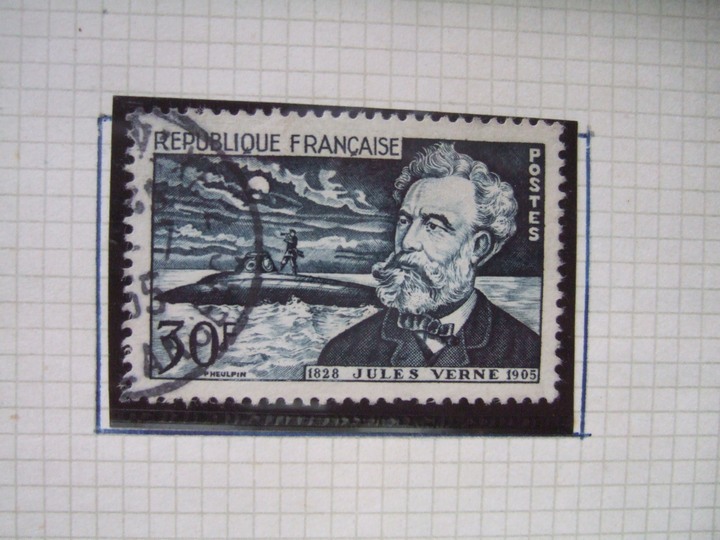 REPUBLIQUE FRANÇAISE
POSTES
30F
PHEULPIN
1828 JULES VERNE 1905